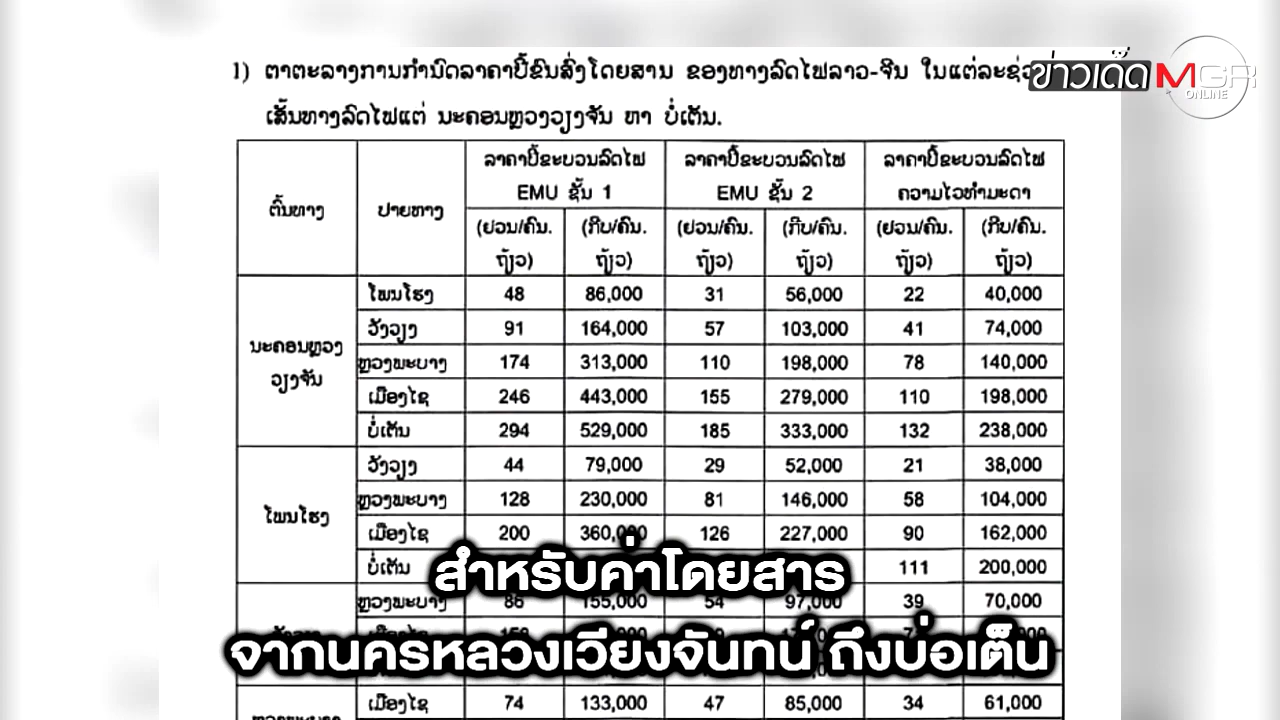 1) ຕາຕະລາງການກຳນົດລາຄາປີ້ຂົນສົ່ງໂດຍສານ ຂອງທາງລົດໄຟລາວ-ຈີນ ໃນແຕ່ລະຊ່ວ
ข่าวเด็ด MGR ONLINE
ເສັ້ນທາງລົດໄຟແຕ່ ນະຄອນຫຼວງວຽງຈັນ ຫາ ບໍ່ເຕັນ.
ຕົ້ນທາງ ປາຍທາງ ລາຄາປີ້ຂະບວນລົດໄຟ EMU ຊັ້ນ 1 ລາຄາປີ້ຂະບວນລົດໄຟ EMU ຊັ້ນ 2 ລາຄາປີ້ຂະບວນລົດໄຟ ຄວາມໄວທຳມະດາ
(ຢວນ/ຄົນ. ຖ້ຽວ) (ກີບ/ຄົນ. ຖ້ຽວ) (ຢວນ/ຄົນ. ຖ້ຽວ) (ກີບ/ຄົນ. ຖ້ຽວ) (ຢວນ/ຄົນ. ຖ້ຽວ) (ກີບ/ຄົນ. ຖ້ຽວ)
ນະຄອນຫຼວງ ວຽງຈັນ
ໂພນໂຮງ 48 86,000 31 56,000 22 40,000
ວັງວຽງ 91 164,000 57 103,000 41 74,000
ຫຼວງພະບາງ 174 313,000 110 198,000 78 140,000
ເມືອງໄຊ 246 443,000 155 279,000 110 198,000
ບໍ່ເຕັນ 294 529,000 185 333,000 132 238,000
ໂພນໂຮງ
ວັງວຽງ 44 79,000 29 52,000 21 38,000
ຫຼວງພະບາງ 128 230,000 81 146,000 58 104,000
ເມືອງໄຊ 200 360,000 126 227,000 90 162,000
ບໍ່ເຕັນ 111 200,000
ຫຼວງພະບາງ 86 155,000 54 97,000 39 70,000
ເມືອງໄຊ 74 133,000 47 85,000 34 61,000
สำหรับค่าโดยสาร
จากนครหลวงเวียงจันทน์ ถึงบ่อเต็น